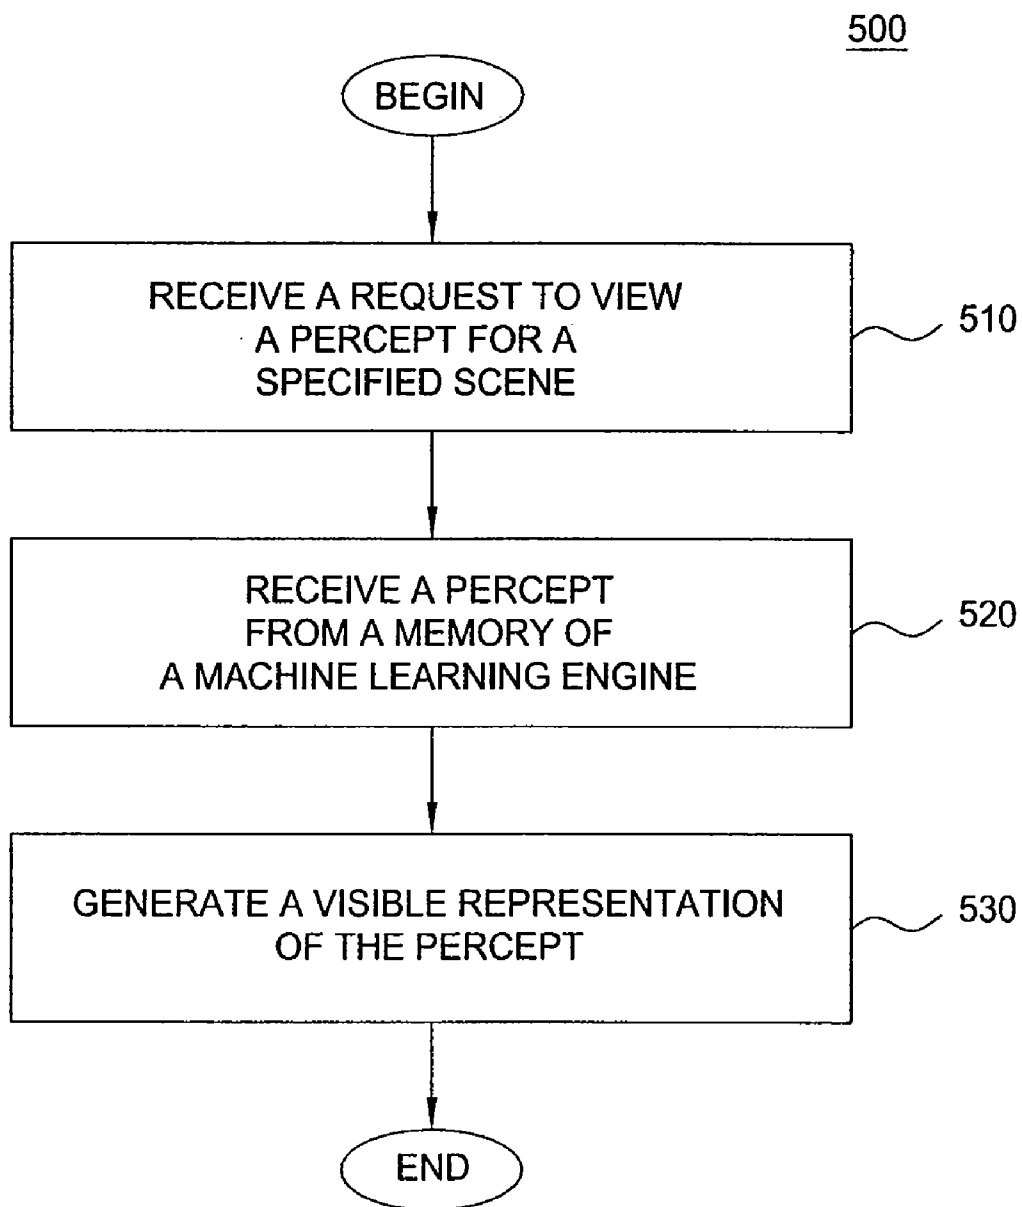 500
BEGIN
RECEIVE A REQUEST TO VIEW
A PERCEPT FOR A
SPECIFIED SCENE
510
RECEIVE A PERCEPT
FROM A MEMORY OF
A MACHINE LEARNING ENGINE
520
GENERATE A VISIBLE REPRESENTATION
OF THE PERCEPT
530
END